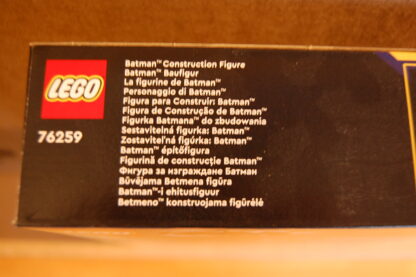 LEGO
76259
Batman™ Construction Figure
Batman™ Baufigur
La figurine de Batman™
Personaggio di Batman™
Figura para Construir: Batman™
Figura de Construção de Batman™
Figurka Batmana™ do zbudowania
Sestavitelná figurka: Batman™
Zostaviteľná figúrka: Batman™
Batman™ építőfigura
Figurină de construcție Batman™
Фигура за изграждане Батман
Būvējama Betmena figūra
Batman™-i ehitusfiguur
Betmeno™ konstruojama figūrėlė